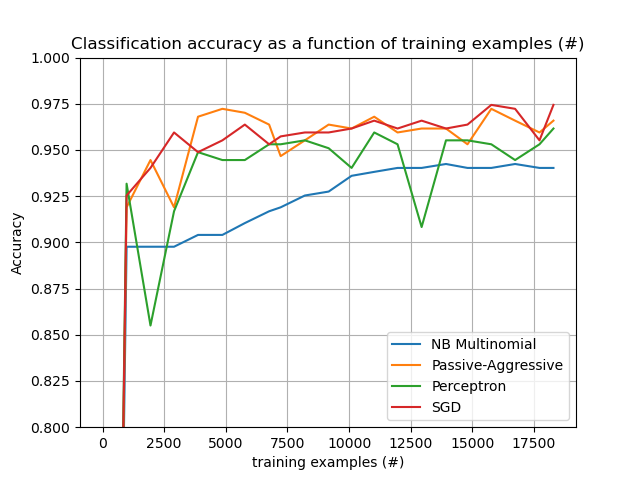 Classification accuracy as a function of training examples (#)
1.000
0.975
0.950
0.925
0.900
0.875
0.850
0.825
0.800
Accuracy
NB Multinomial
Passive-Aggressive
Perceptron
SGD
0 2500 5000 7500 10000 12500 15000 17500
training examples (#)